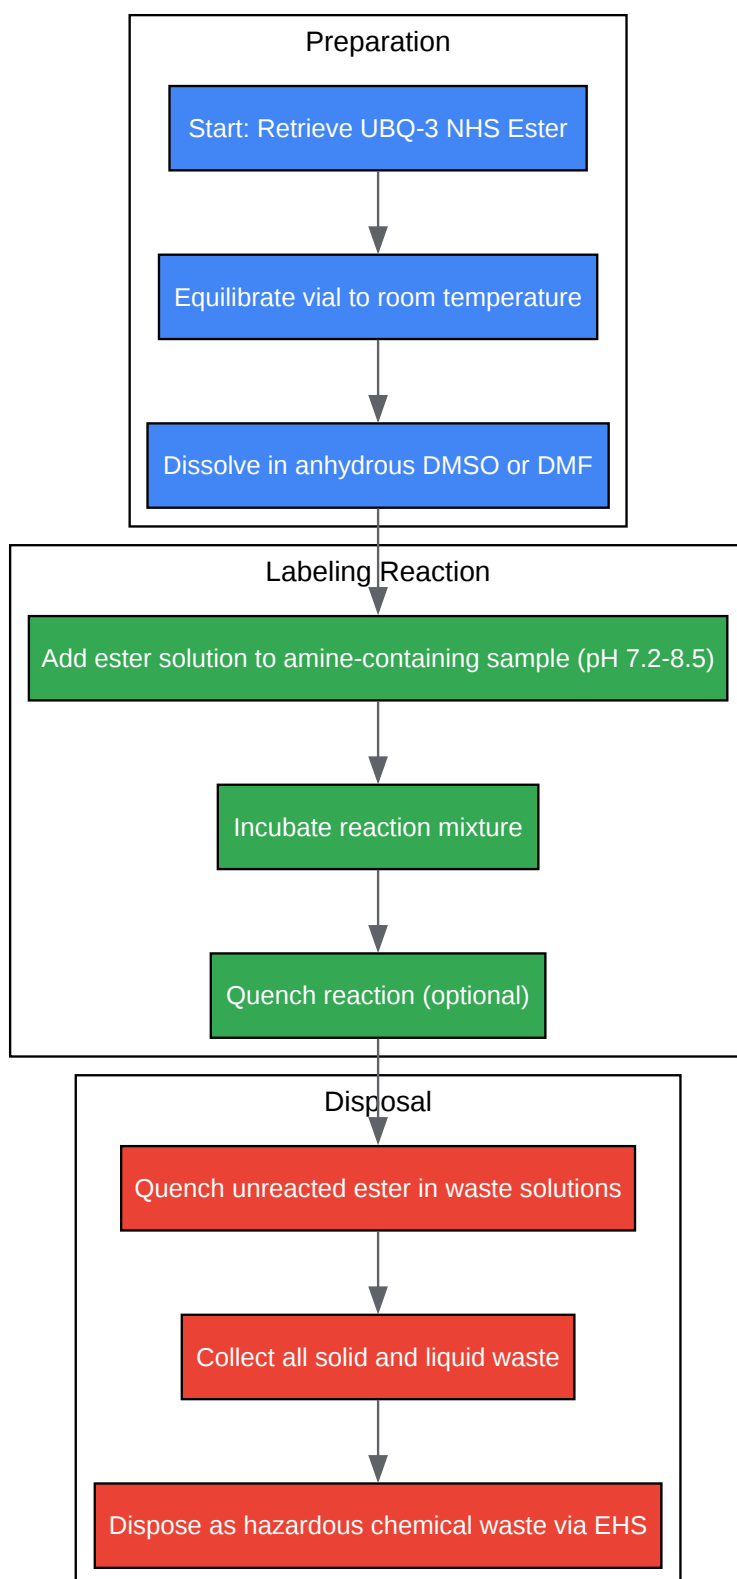 Preparation
Start: Retrieve UBQ-3 NHS Ester
Equilibrate vial to room temperature
Dissolve in anhydrous DMSO or DMF
Labeling Reaction
Add ester solution to amine-containing sample (pH 7.2-8.5)
Incubate reaction mixture
Quench reaction (optional)
Disposal
Quench unreacted ester in waste solutions
Collect all solid and liquid waste
Dispose as hazardous chemical waste via EHS